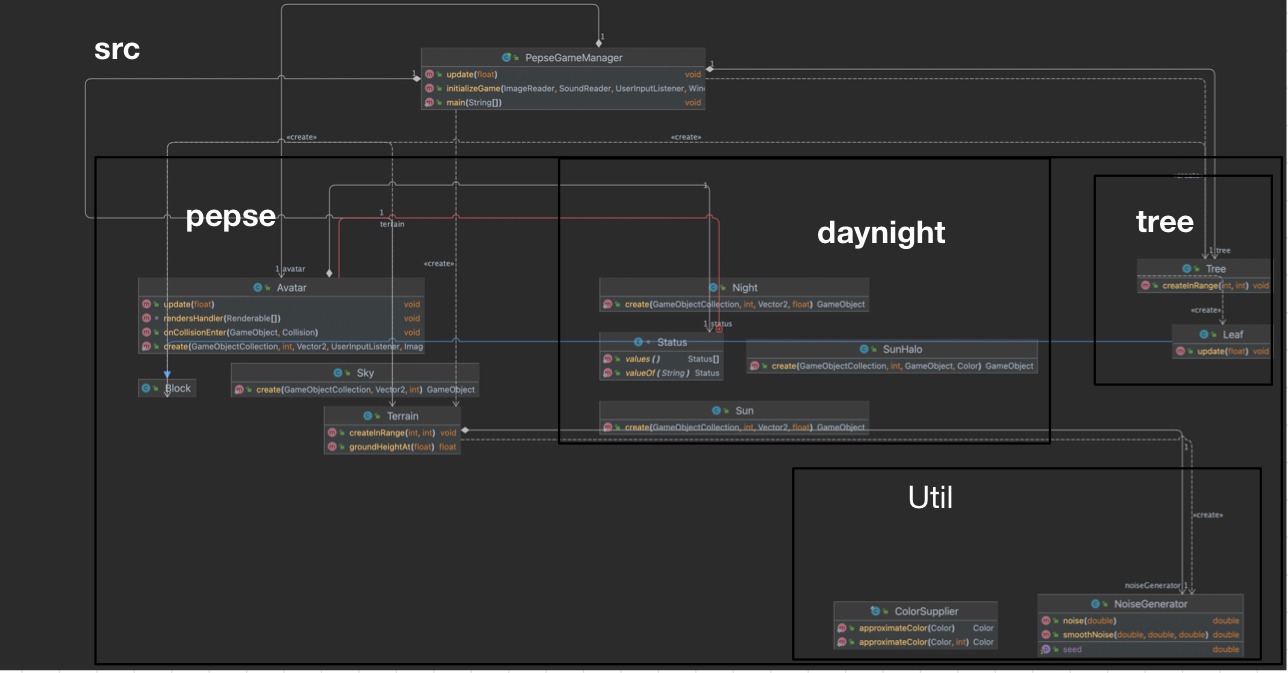 src
1
PepseGameManager
1
1
update(float) void
initializeGame(ImageReader, SoundReader, UserInputListener, Win
main(String[]) void
«create»
«create»
«create»
pepse
daynight
tree
1
1
terrain
«create»
1 avatar
1 tree
Avatar
update(float) void
rendersHandler(Renderable[]) void
onCollisionEnter(GameObject, Collision) void
create(GameObjectCollection, int, Vector2, UserInputListener, Imag
Night
create(GameObjectCollection, int, Vector2, float) GameObject
Tree
createInRange(int, int) void
«create»
1 status
Status
values () Status[]
valueOf ( String ) Status
SunHalo
create(GameObjectCollection, int, GameObject, Color) GameObject
Leaf
update(float) void
Block
Sky
create(GameObjectCollection, Vector2, int) GameObject
Terrain
createInRange(int, int) void
groundHeightAt(float) float
Sun
create(GameObjectCollection, int, Vector2, float) GameObject
1
Util
«create»
noiseGenerator 1
ColorSupplier
approximateColor(Color) Color
approximateColor(Color, int) Color
NoiseGenerator
noise(double) double
smoothNoise(double, double, double) double
seed double